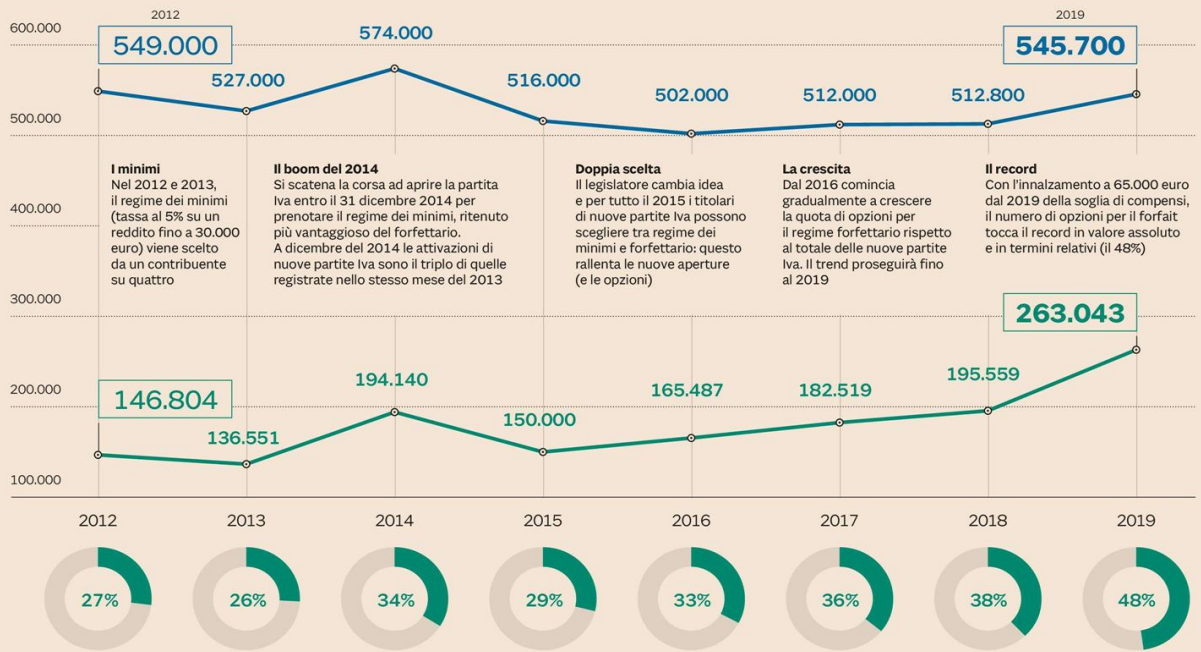 2012
2019
600.000
549.000
527.000
574.000
516.000
502.000
512.000
512.800
545.700
500.000
I minimi
Nel 2012 e 2013,
il regime dei minimi
(tassa al 5% su un
reddito fino a 30.000
euro) viene scelto
da un contribuente
su quattro
Il boom del 2014
Si scatena la corsa ad aprire la partita
Iva entro il 31 dicembre 2014 per
prenotare il regime dei minimi, ritenuto
più vantaggioso del forfettario.
A dicembre del 2014 le attivazioni di
nuove partite Iva sono il triplo di quelle
registrate nello stesso mese del 2013
Doppia scelta
Il legislatore cambia idea
e per tutto il 2015 i titolari
di nuove partite Iva possono
scegliere tra regime dei
minimi e forfettario: questo
rallenta le nuove aperture
(e le opzioni)
La crescita
Dal 2016 comincia
gradualmente a crescere
la quota di opzioni per
il regime forfettario rispetto
al totale delle nuove partite
Iva. Il trend proseguirà fino
al 2019
Il record
Con l'innalzamento a 65.000 euro
dal 2019 della soglia di compensi,
il numero di opzioni per il forfait
tocca il record in valore assoluto
e in termini relativi (il 48%)
400.000
300.000
200.000
146.804
136.551
194.140
150.000
165.487
182.519
195.559
263.043
100.000
2012
2013
2014
2015
2016
2017
2018
2019
27%
26%
34%
29%
33%
36%
38%
48%